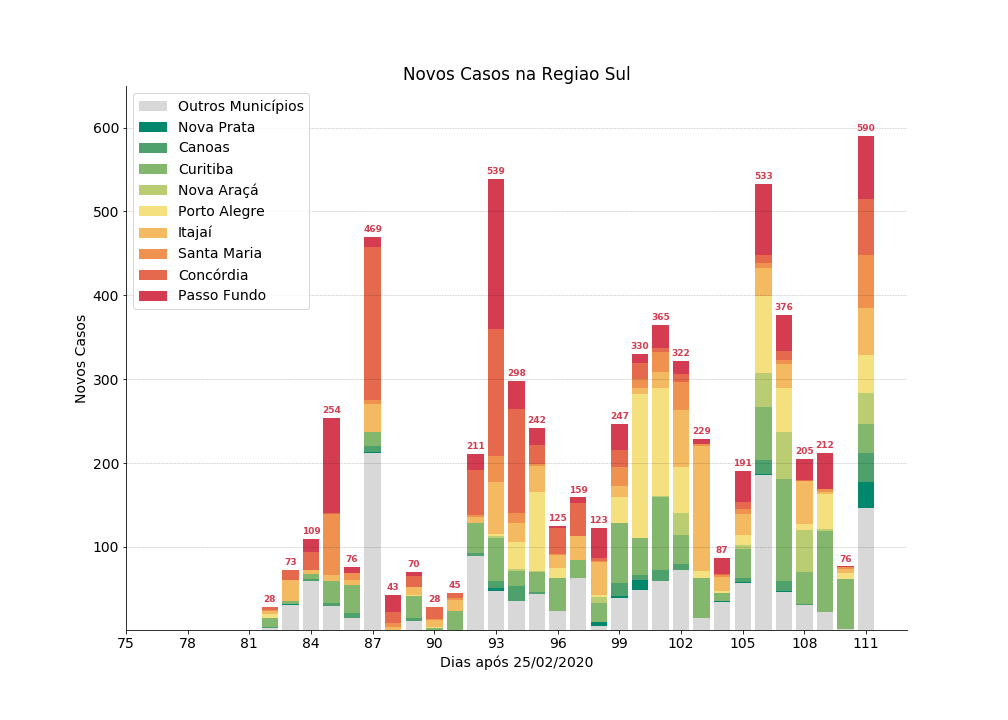 Novos Casos na Regiao Sul
Novos Casos
600
500
400
300
200
100
Outros Municípios
Nova Prata
Canoas
Curitiba
Nova Araçá
Porto Alegre
Itajaí
Santa Maria
Concórdia
Passo Fundo
28
73
109
254
76
469
43
70
28
45
211
539
298
242
125
159
123
247
330
365
322
229
87
191
533
376
205
212
76
590
75 78 81 84 87 90 93 96 99 102 105 108 111
Dias após 25/02/2020